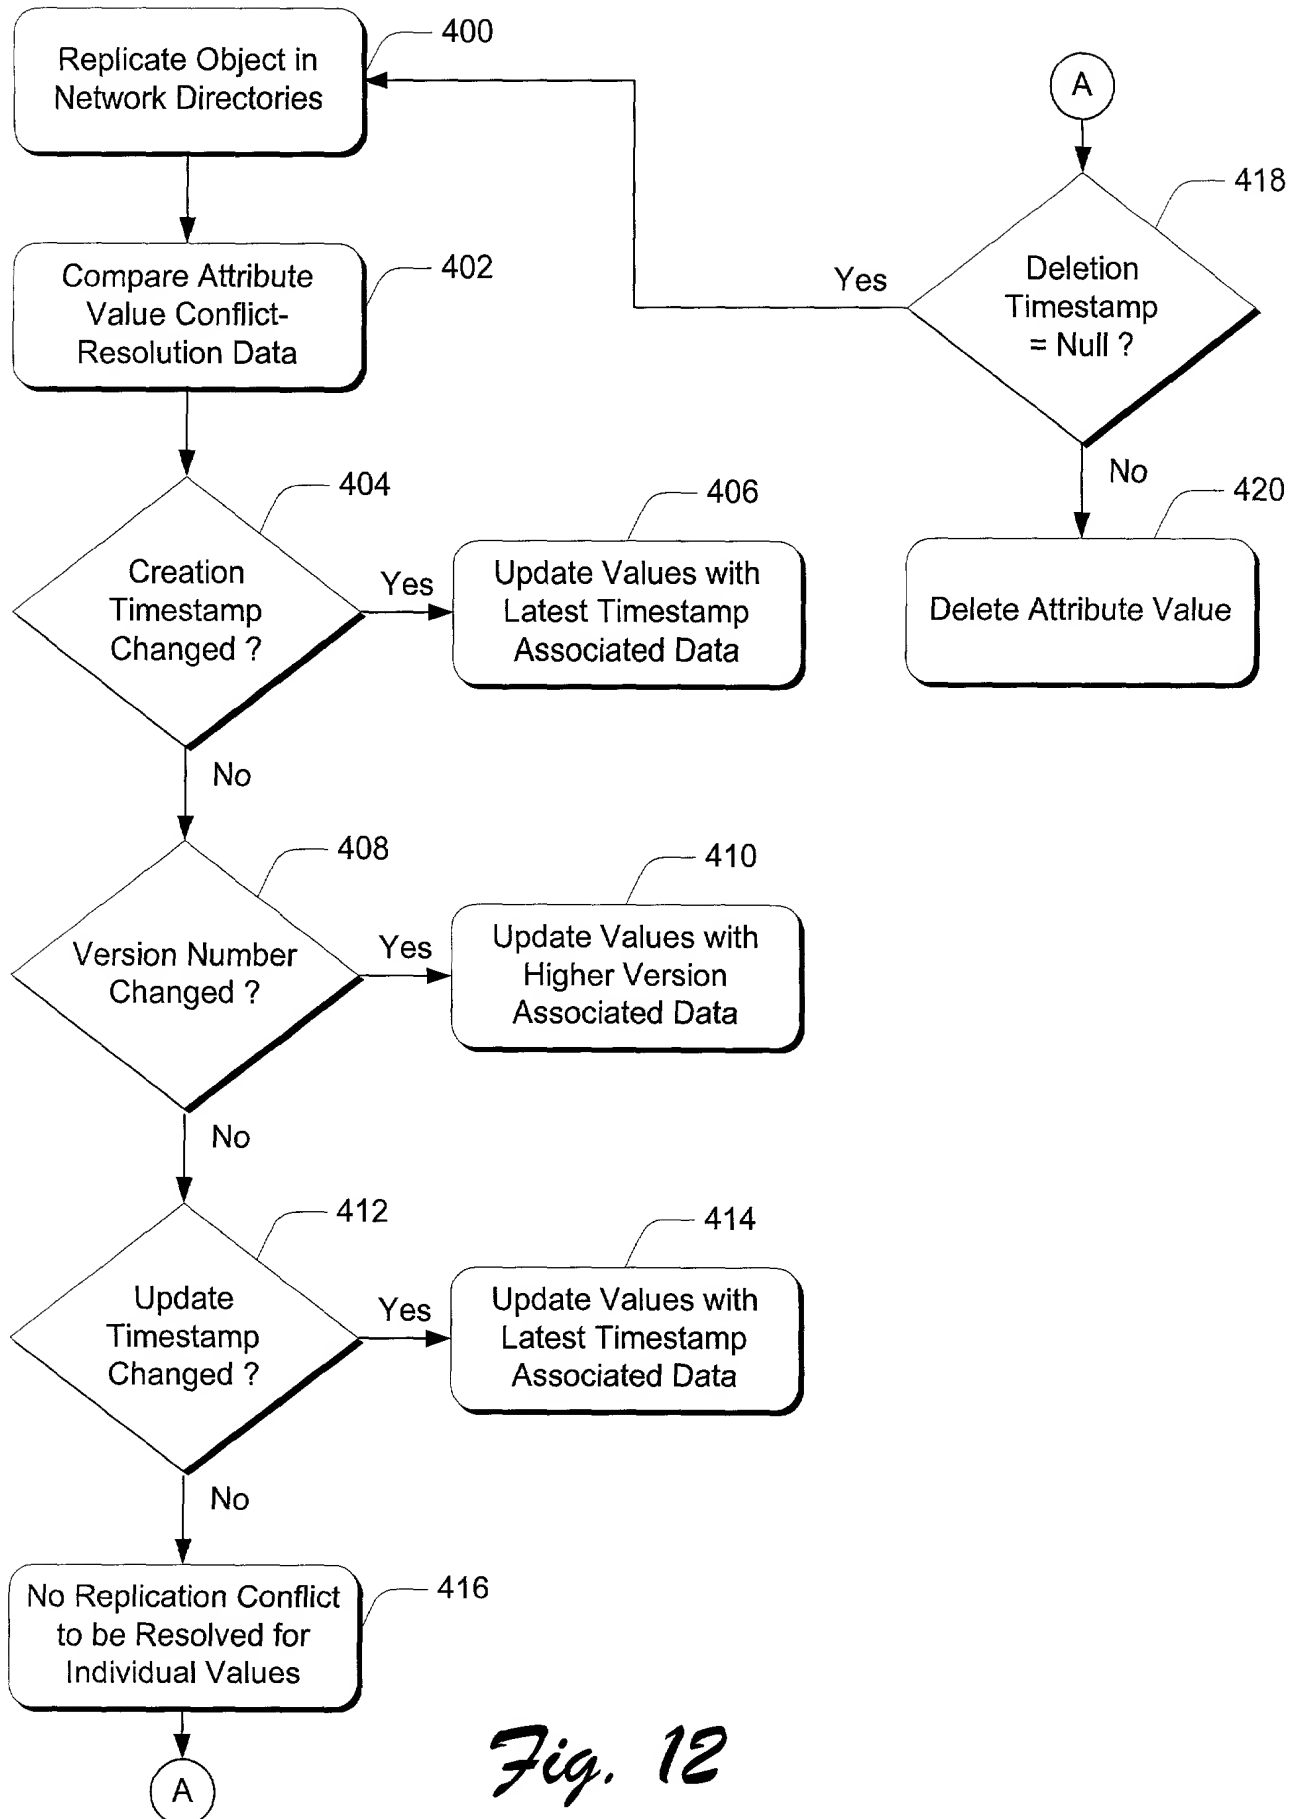 Replicate Object in
Network Directories
400
Compare Attribute
Value Conflict-
Resolution Data
402
Creation
Timestamp
Changed ?
404
Yes
Update Values with
Latest Timestamp
Associated Data
406
No
Version Number
Changed ?
408
Yes
Update Values with
Higher Version
Associated Data
410
No
Update
Timestamp
Changed ?
412
Yes
Update Values with
Latest Timestamp
Associated Data
414
No
No Replication Conflict
to be Resolved for
Individual Values
416
A
A
Deletion
Timestamp
= Null ?
418
Yes
No
Delete Attribute Value
420
Fig. 12